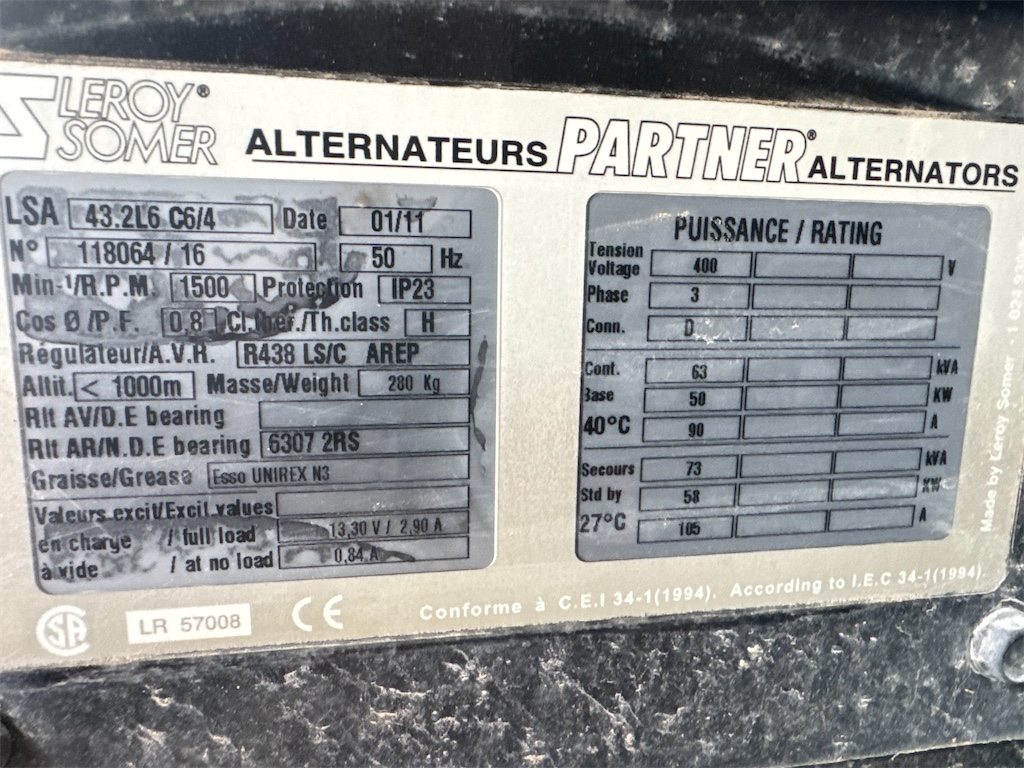 LEROY®
SOMER
ALTERNATEURS PARTNER® ALTERNATORS
LSA 43.2L6 C6/4 Date 01/11
N° 118064 / 16 50 Hz
Min-¹/R.P.M. 1500 Protection IP23
Cos Ø/P.F. 0,8 Cl.ther./Th.class H
Régulateur/A.V.R. R438 LS/C AREP
Altit. < 1000m Masse/Weight 280 Kg
Rlt AV/D.E bearing
Rlt AR/N.D.E bearing 6307 2RS
Graisse/Grease Esso UNIREX N3
Valeurs excit/Excit values
en charge / full load 13,30 V / 2,90 A
à vide / at no load 0,84 A
PUISSANCE / RATING
Tension
Voltage 400 V
Phase 3
Conn. D
Cont. 63 kVA
Base 50 KW
40°C 90 A
Secours 73 kVA
Std by 58 KW
27°C 105 A
Made by Leroy Somer - 1 024
SA
LR 57008
CE
Conforme à C.E.I 34-1(1994). According to I.E.C 34-1(1994).